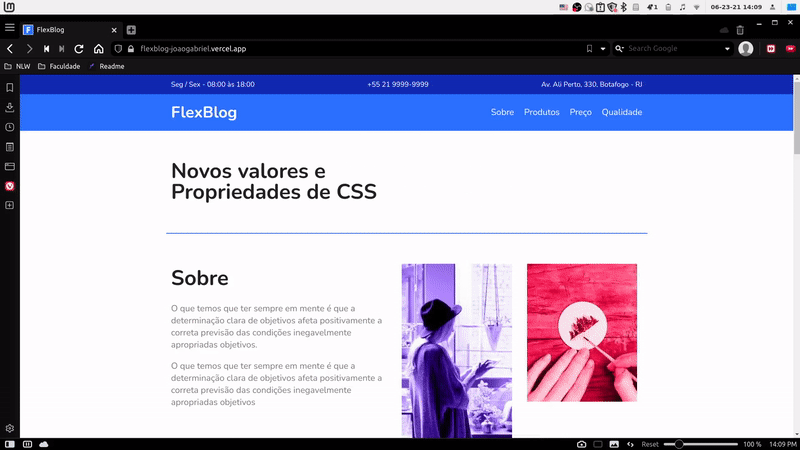 06-23-21 14:09
FlexBlog
flexblog-joaogabriel.vercel.app
Search Google
NLW
Faculdade
Readme
Seg / Sex - 08:00 às 18:00
+55 21 9999-9999
Av. Ali Perto, 330, Botafogo - RJ
FlexBlog
Sobre
Produtos
Preço
Qualidade
Novos valores e
Propriedades de CSS
Sobre
O que temos que ter sempre em mente é que a
determinação clara de objetivos afeta positivamente a
correta previsão das condições inegavelmente
apropriadas objetivos.
O que temos que ter sempre em mente é que a
determinação clara de objetivos afeta positivamente a
correta previsão das condições inegavelmente
apropriadas objetivos
Reset
100 %
14:09 PM